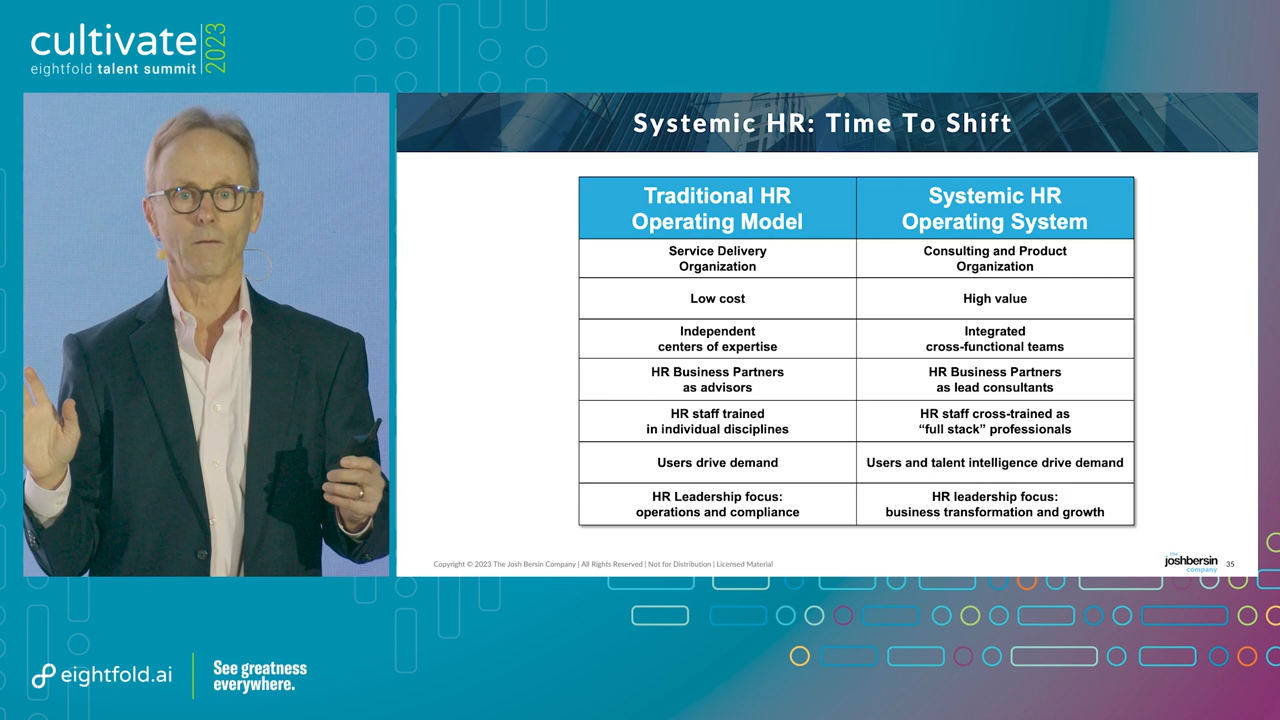 cultivate
2023
eightfold talent summit
Systemic HR: Time To Shift
Traditional HR
Operating Model
Systemic HR
Operating System
Service Delivery
Organization
Consulting and Product
Organization
Low cost
High value
Independent
centers of expertise
Integrated
cross-functional teams
HR Business Partners
as advisors
HR Business Partners
as lead consultants
HR staff trained
in individual disciplines
HR staff cross-trained as
“full stack” professionals
Users drive demand
Users and talent intelligence drive demand
HR Leadership focus:
operations and compliance
HR leadership focus:
business transformation and growth
Copyright © 2023 The Josh Bersin Company | All Rights Reserved | Not for Distribution | Licensed Material
the
joshbersin
company
35
eightfold.ai
See greatness
everywhere.